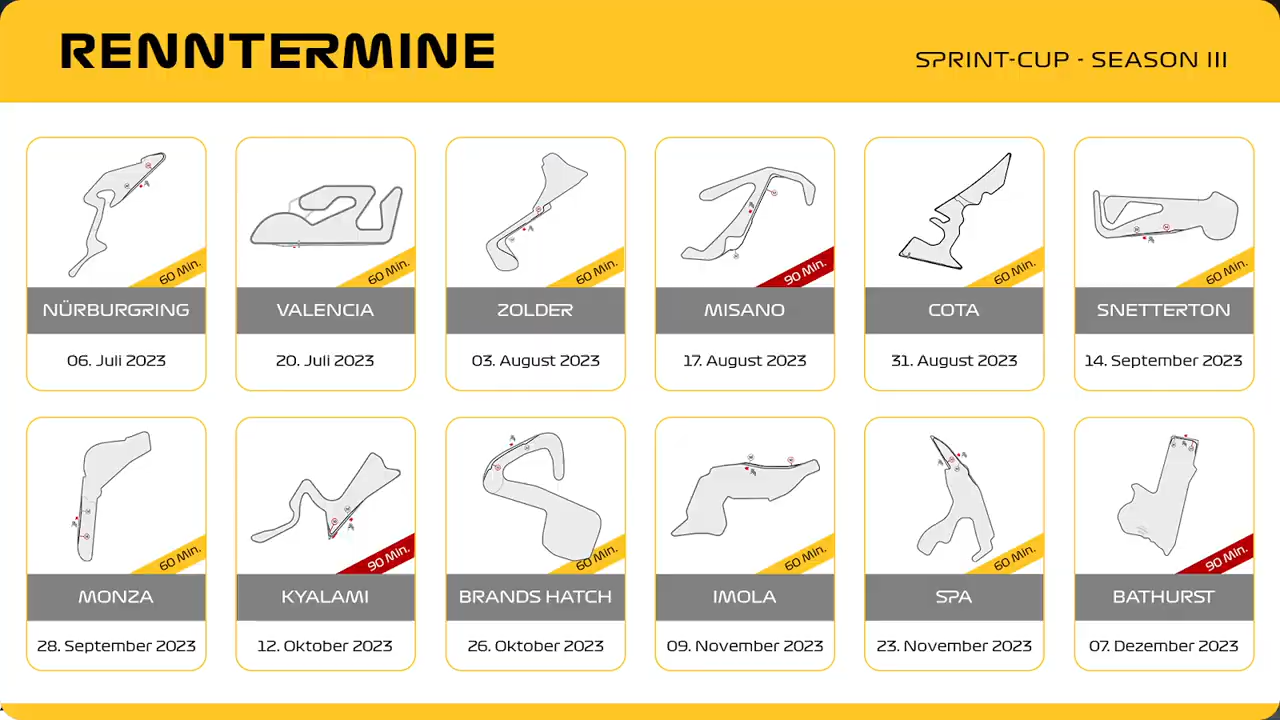 RENNTERMINE
SPRINT-CUP - SEASON III
60 Min.
NÜRBURGRING
06. Juli 2023
60 Min.
VALENCIA
20. Juli 2023
60 Min.
ZOLDER
03. August 2023
90 Min.
MISANO
17. August 2023
60 Min.
COTA
31. August 2023
60 Min.
SNETTERTON
14. September 2023
60 Min.
MONZA
28. September 2023
90 Min.
KYALAMI
12. Oktober 2023
60 Min.
BRANDS HATCH
26. Oktober 2023
60 Min.
IMOLA
09. November 2023
60 Min.
SPA
23. November 2023
90 Min.
BATHURST
07. Dezember 2023